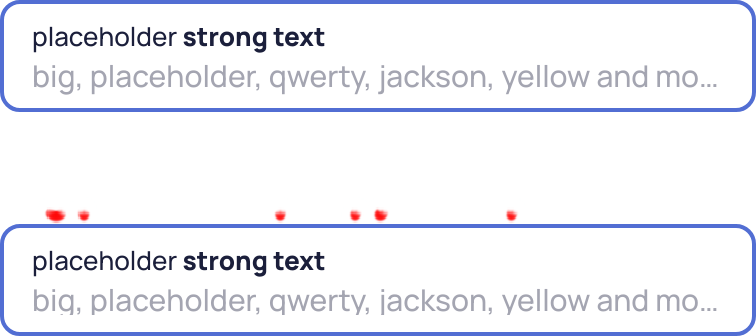 placeholder strong text
big, placeholder, qwerty, jackson, yellow and mo...
placeholder strong text
big, placeholder, qwerty, jackson, yellow and mo...